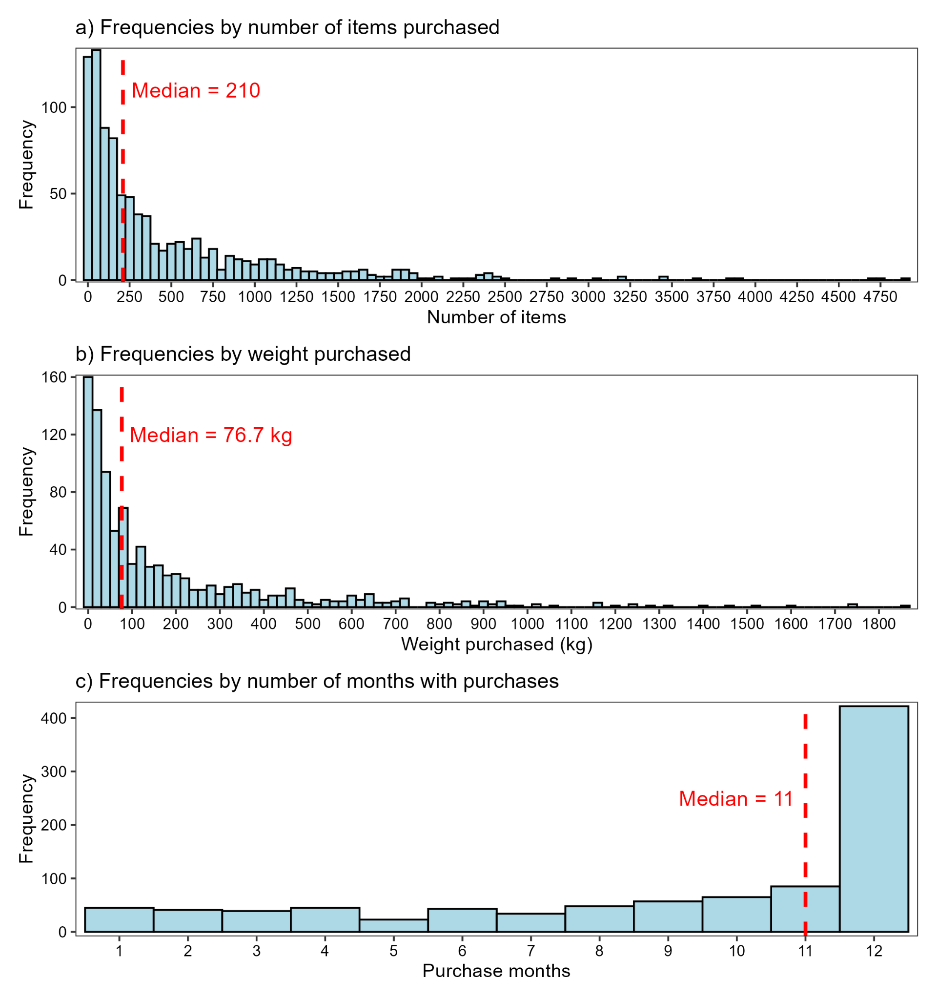 a) Frequencies by number of items purchased
Median = 210
Frequency
100
50
0
0 250 500 750 1000 1250 1500 1750 2000 2250 2500 2750 3000 3250 3500 3750 4000 4250 4500 4750
Number of items
b) Frequencies by weight purchased
Median = 76.7 kg
Frequency
160
120
80
40
0
0 100 200 300 400 500 600 700 800 900 1000 1100 1200 1300 1400 1500 1600 1700 1800
Weight purchased (kg)
c) Frequencies by number of months with purchases
Median = 11
Frequency
400
300
200
100
0
1 2 3 4 5 6 7 8 9 10 11 12
Purchase months